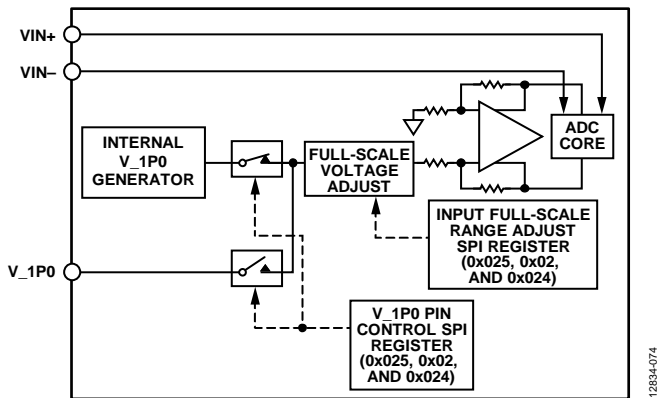 VIN+
VIN–
INTERNAL
V_1P0
GENERATOR
FULL-SCALE
VOLTAGE
ADJUST
ADC
CORE
INPUT FULL-SCALE
RANGE ADJUST
SPI REGISTER
(0x025, 0x02,
AND 0x024)
V_1P0
V_1P0 PIN
CONTROL SPI
REGISTER
(0x025, 0x02,
AND 0x024)
12834-074